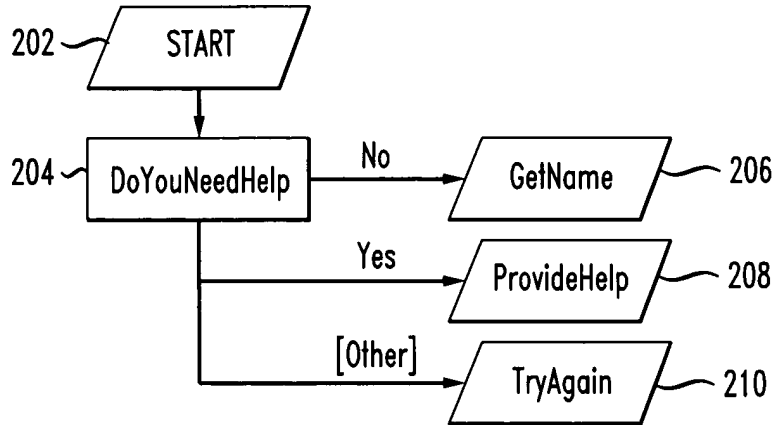 202
START
204
DoYouNeedHelp
No
GetName
206
Yes
ProvideHelp
208
[Other]
TryAgain
210